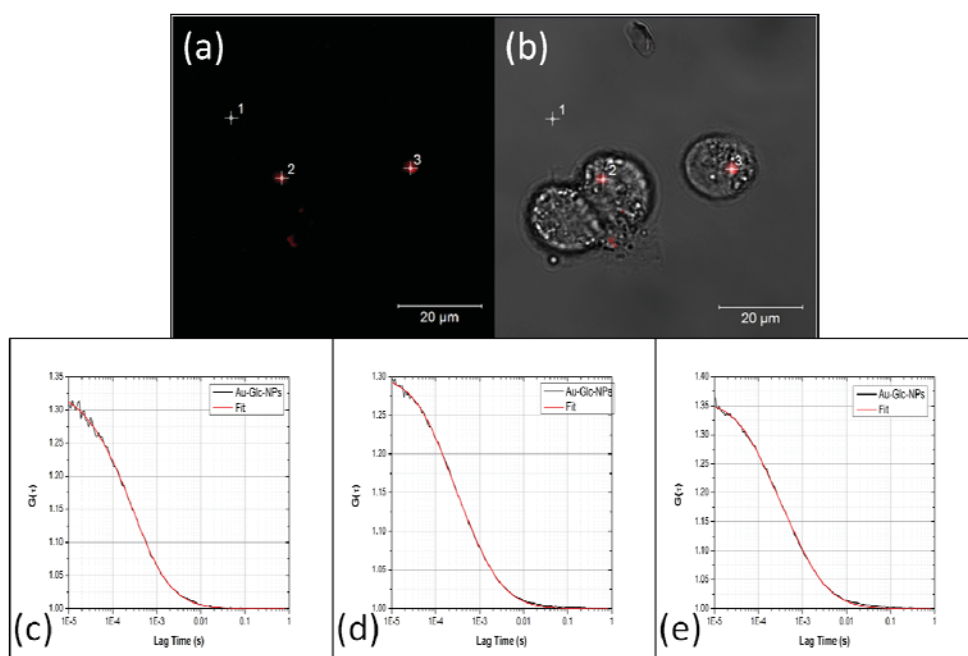 (a)
1
2
3
20 µm
(b)
1
2
3
20 µm
1.35
1.30
1.25
1.20
1.15
1.10
1.05
1.00
G(τ)
Au-Glc-NPs
Fit
1E-5 1E-4 1E-3 0.01 0.1 1
Lag Time (s)
(c)
1.30
1.25
1.20
1.15
1.10
1.05
1.00
G(τ)
Au-Glc-NPs
Fit
1E-5 1E-4 1E-3 0.01 0.1 1
Lag Time (s)
(d)
1.40
1.35
1.30
1.25
1.20
1.15
1.10
1.05
1.00
G(τ)
Au-Glc-NPs
Fit
1E-5 1E-4 1E-3 0.01 0.1 1
Lag Time (s)
(e)